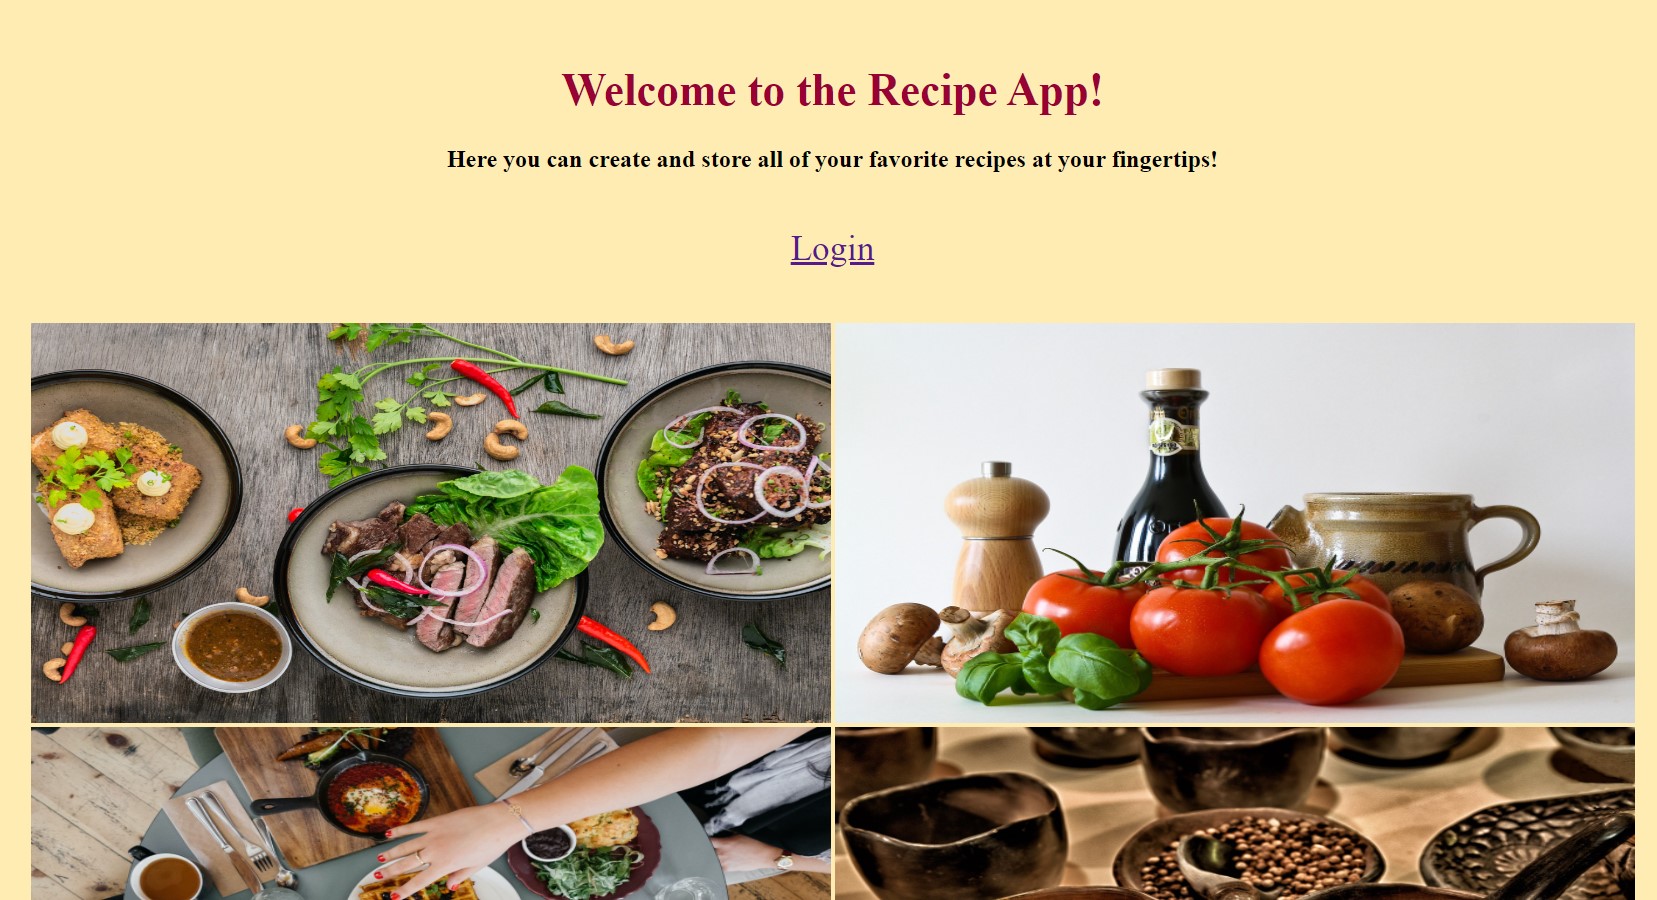 Welcome to the Recipe App!
Here you can create and store all of your favorite recipes at your fingertips!
Login